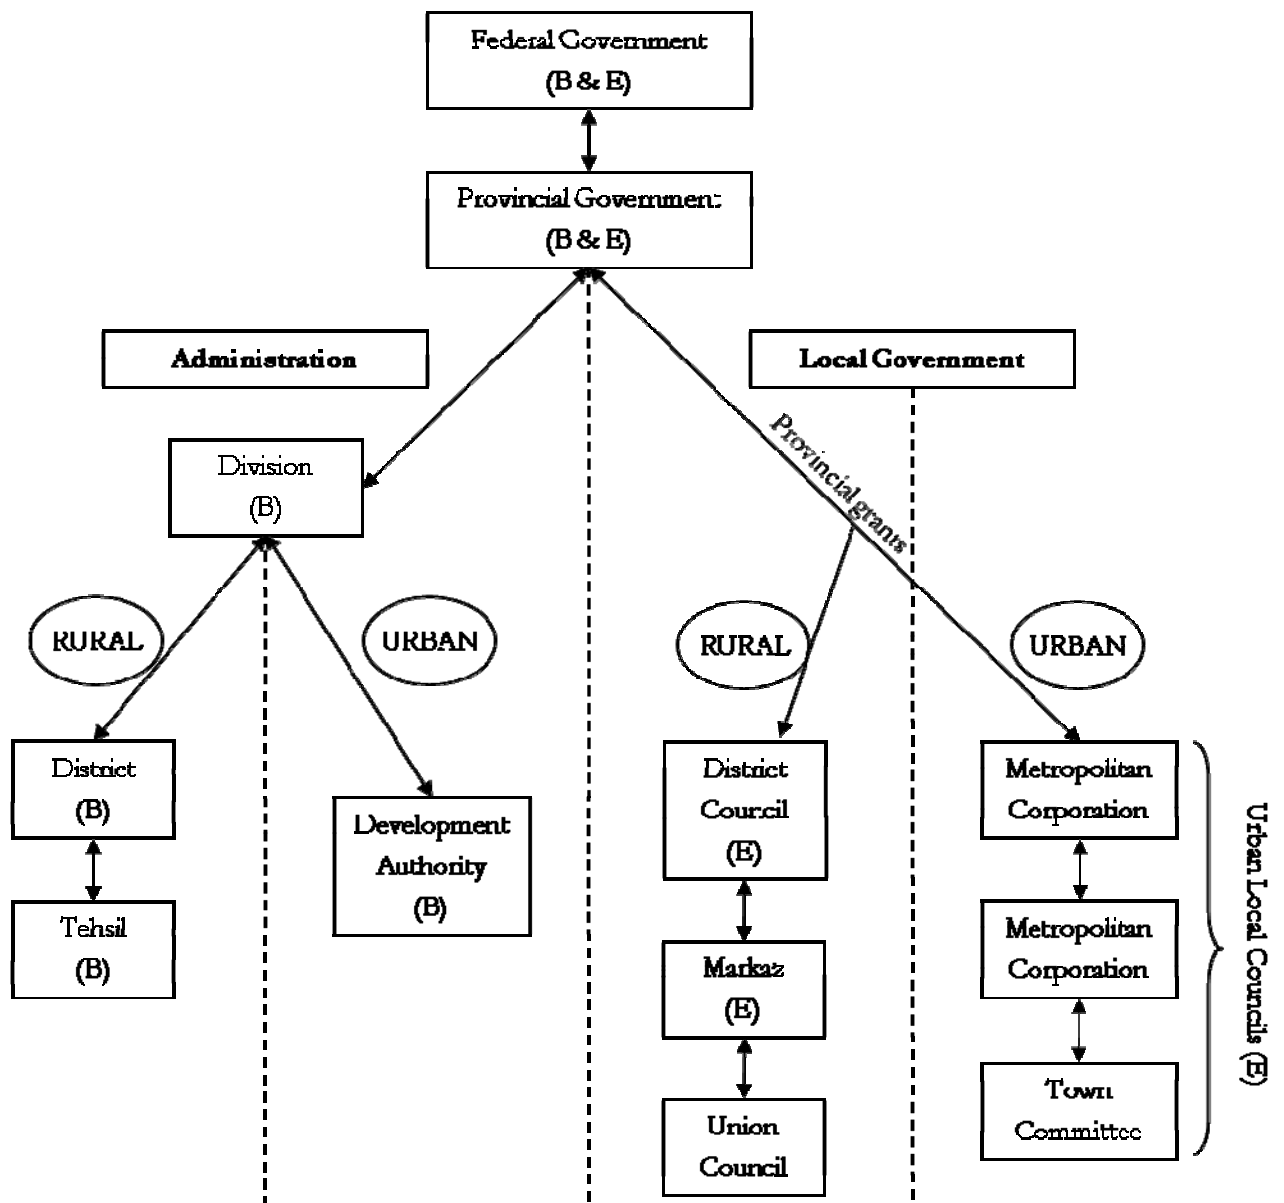 Federal Government
(B & E)
Provincial Government
(B & E)
Administration
Local Government
Provincial grants
Division
(B)
RURAL
URBAN
RURAL
URBAN
District
(B)
Development
Authority
(B)
Tehsil
(B)
District
Council
(E)
Markaz
(E)
Union
Council
Metropolitan
Corporation
Metropolitan
Corporation
Town
Committee
Urban Local Councils (E)